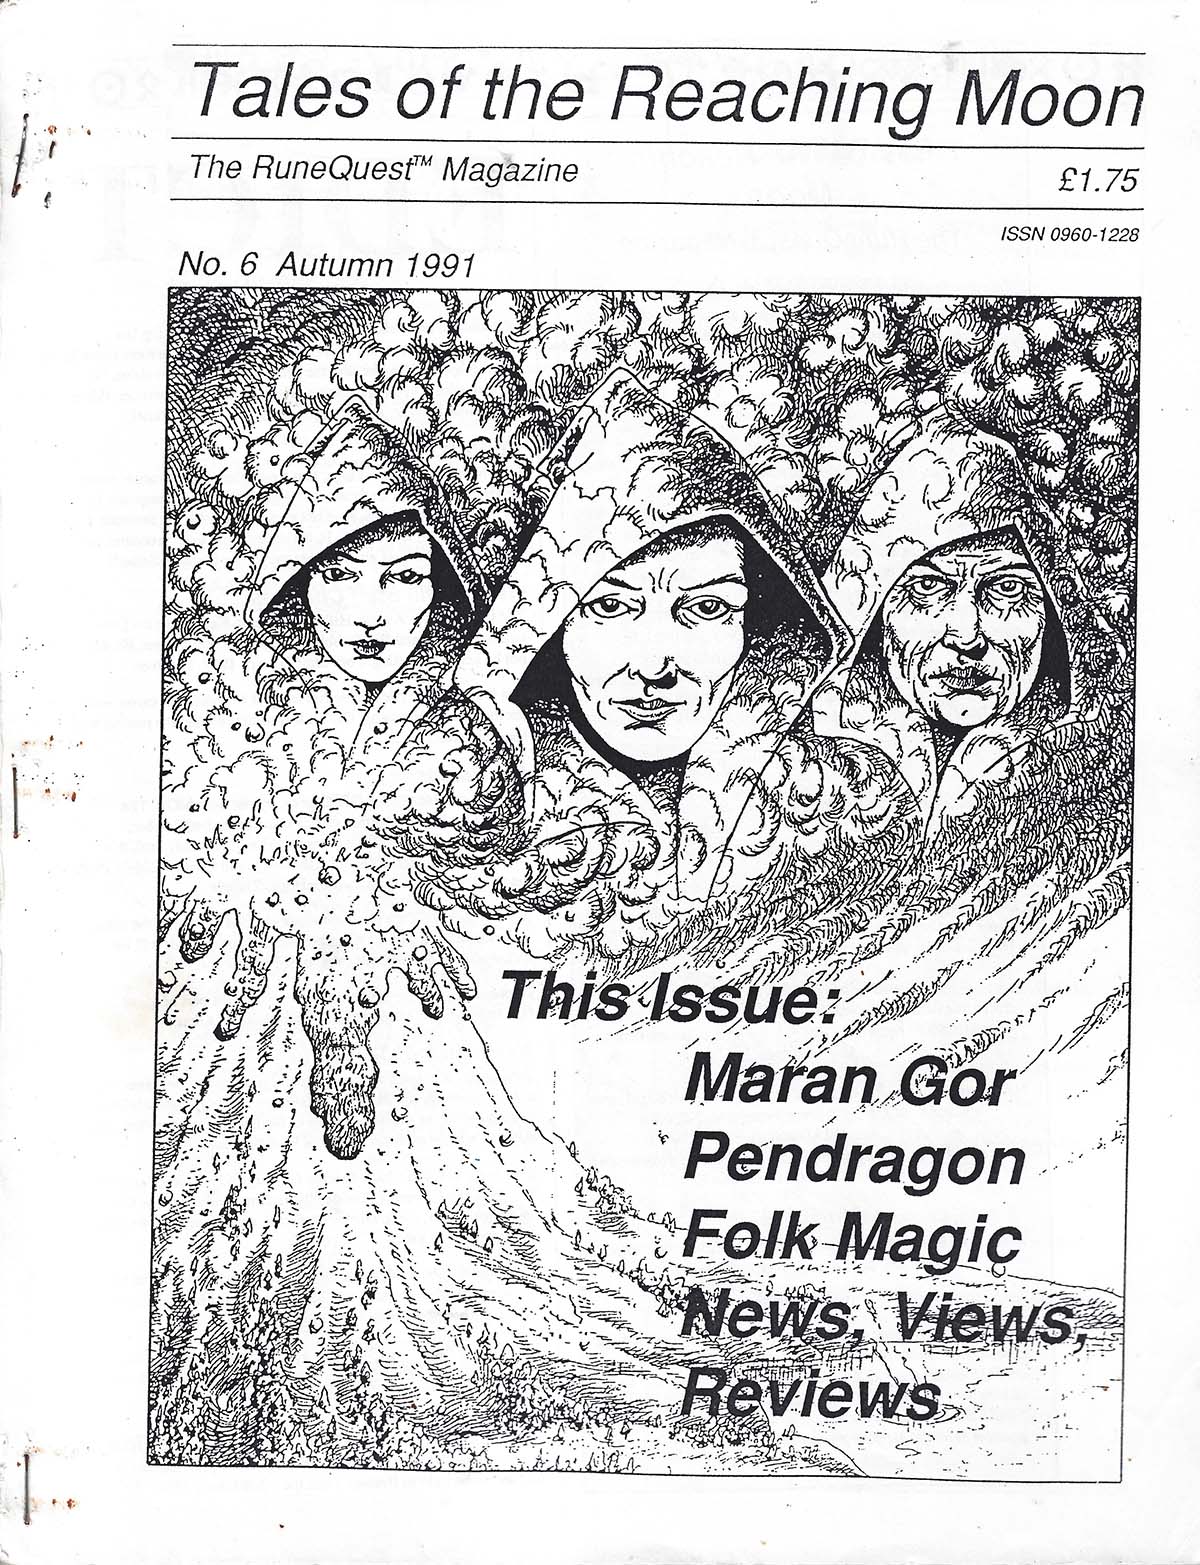 Tales of the Reaching Moon
The RuneQuest™ Magazine
£1.75
ISSN 0960-1228
No. 6 Autumn 1991
This Issue:
Maran Gor
Pendragon
Folk Magic
News, Views,
Reviews